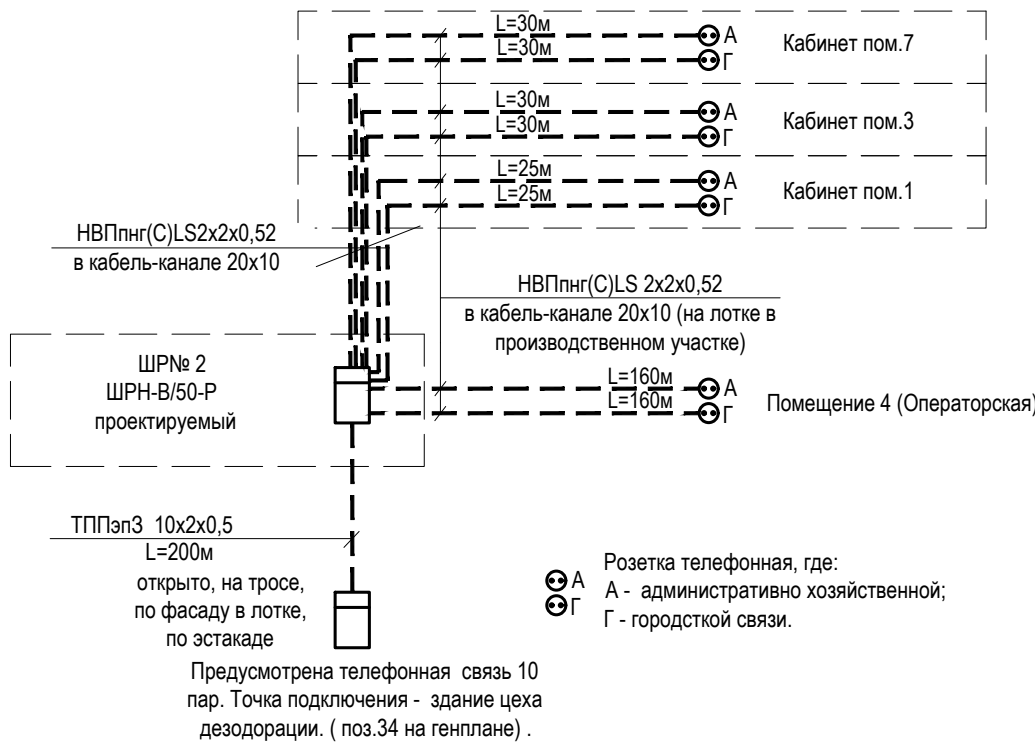 L=30м
А
L=30м
Г
Кабинет пом.7
L=30м
А
L=30м
Г
Кабинет пом.3
L=25м
А
L=25м
Г
Кабинет пом.1
НВПпнг(С)LS2х2х0,52
в кабель-канале 20х10
НВПпнг(С)LS 2х2х0,52
в кабель-канале 20х10 (на лотке в
производственном участке)
ШР№ 2
ШРН-В/50-Р
проектируемый
L=160м
А
L=160м
Г
Помещение 4 (Операторская)
ТППэпЗ 10х2х0,5
L=200м
открыто, на тросе,
по фасаду в лотке,
по эстакаде
Розетка телефонная, где:
А
А - административно хозяйственной;
Г
Г - городсткой связи.
Предусмотрена телефонная связь 10
пар. Точка подключения - здание цеха
дезодорации. ( поз.34 на генплане) .